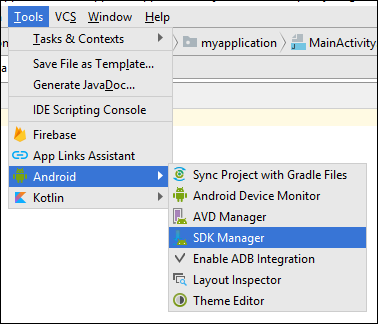 Tools VCS Window Help
myapplication MainActivity
Tasks & Contexts
Save File as Template...
Generate JavaDoc...
IDE Scripting Console
Firebase
App Links Assistant
Android
Kotlin
Sync Project with Gradle Files
Android Device Monitor
AVD Manager
SDK Manager
Enable ADB Integration
Layout Inspector
Theme Editor